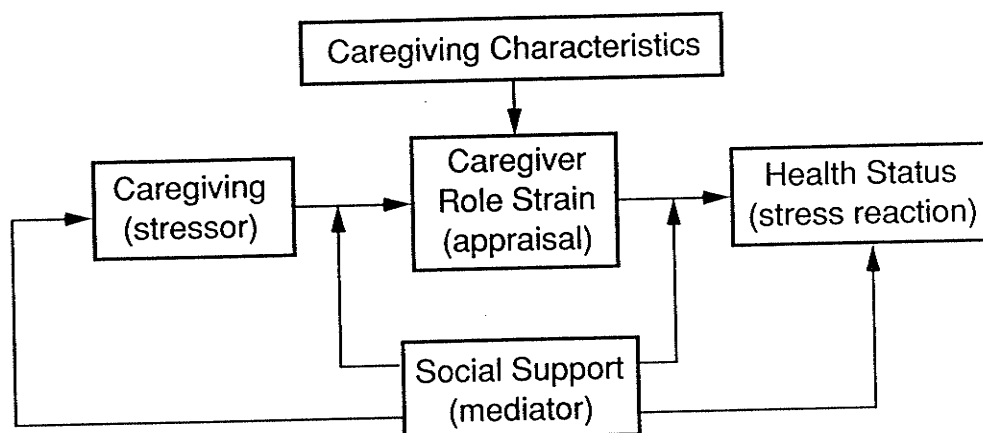 Caregiving Characteristics
Caregiving
(stressor)
Caregiver
Role Strain
(appraisal)
Health Status
(stress reaction)
Social Support
(mediator)